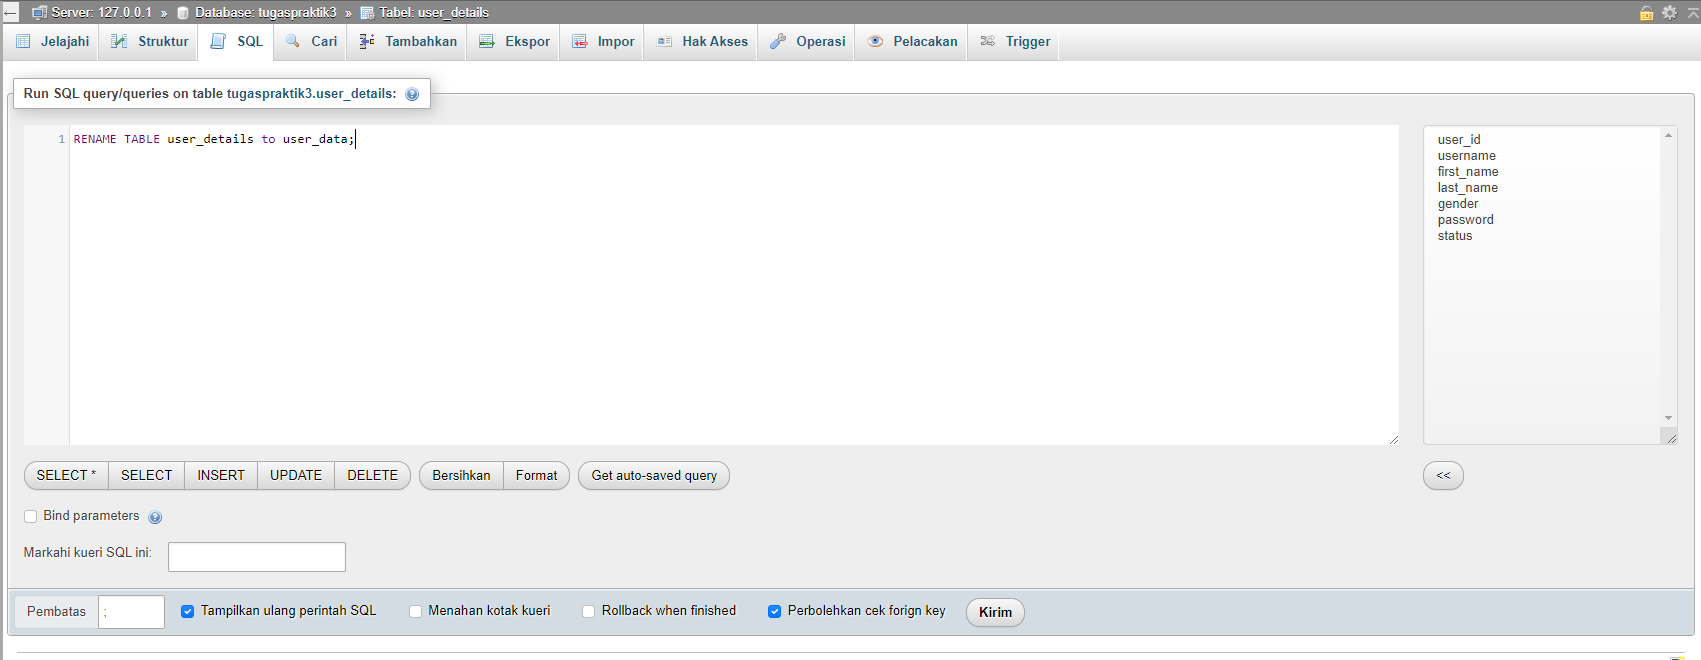 Server: 127.0.0.1 » Database: tugaspraktik3 » Tabel: user_details
Jelajahi Struktur SQL Cari Tambahkan Ekspor Impor Hak Akses Operasi Pelacakan Trigger
Run SQL query/queries on table tugaspraktik3.user_details:
1 RENAME TABLE user_details to user_data;
user_id
username
first_name
last_name
gender
password
status
SELECT * SELECT INSERT UPDATE DELETE Bersihkan Format Get auto-saved query <<
Bind parameters
Markahi kueri SQL ini:
Pembatas ; Tampilkan ulang perintah SQL Menahan kotak kueri Rollback when finished Perbolehkan cek forign key Kirim